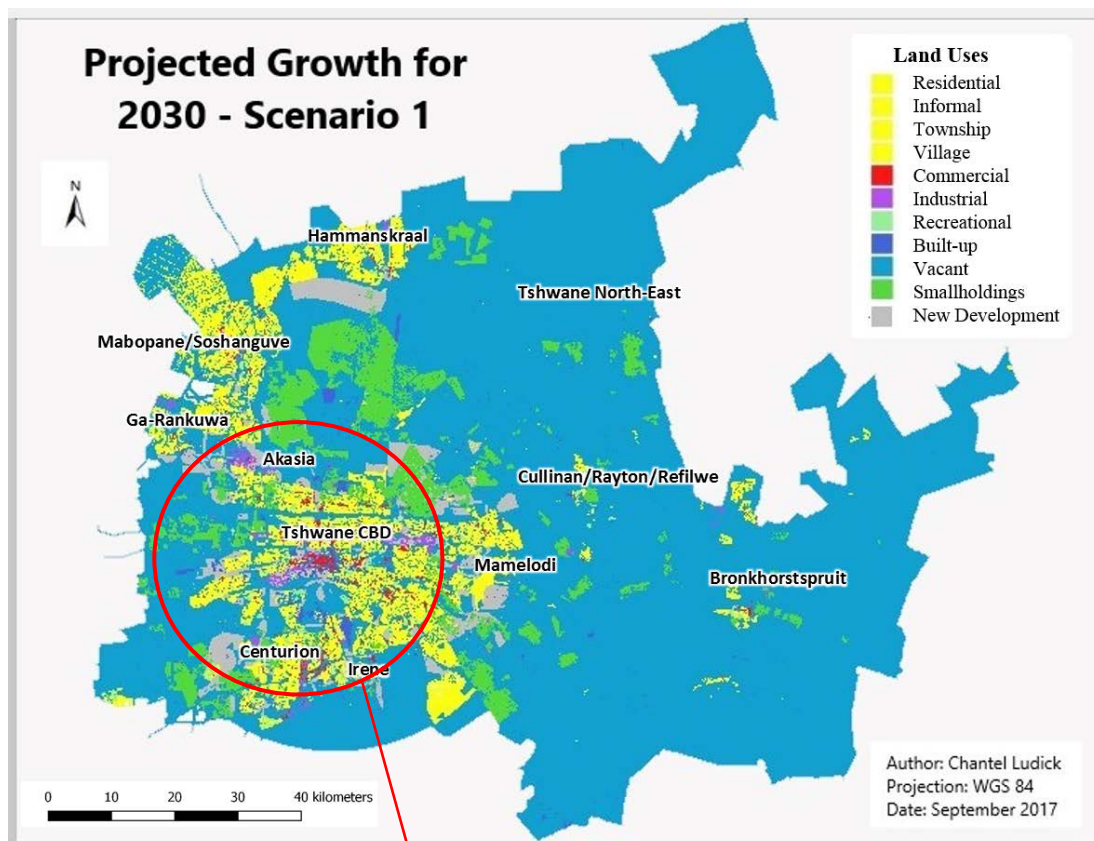 Projected Growth for
2030 - Scenario 1
N
Land Uses
Residential
Informal
Township
Village
Commercial
Industrial
Recreational
Built-up
Vacant
Smallholdings
New Development
Hammanskraal
Tshwane North-East
Mabopane/Soshanguve
Ga-Rankuwa
Akasia
Cullinan/Rayton/Refilwe
Tshwane CBD
Mamelodi
Bronkhorstspruit
Centurion
Irene
0 10 20 30 40 kilometers
Author: Chantel Ludick
Projection: WGS 84
Date: September 2017